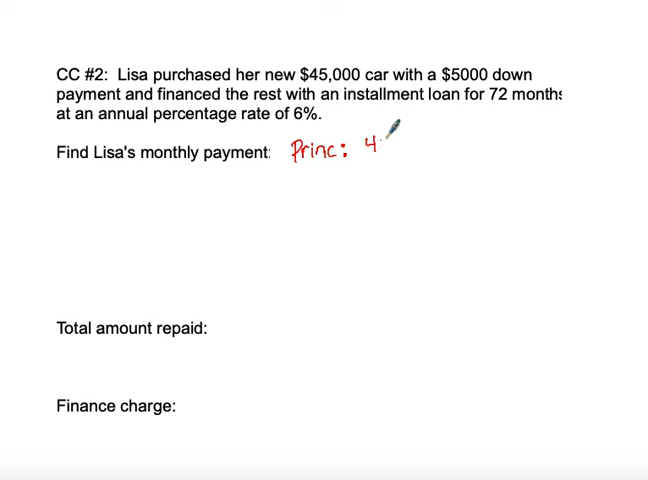 CC #2: Lisa purchased her new $45,000 car with a $5000 down
payment and financed the rest with an installment loan for 72 months
at an annual percentage rate of 6%.
Find Lisa's monthly payment: Princ: 4
Total amount repaid:
Finance charge: